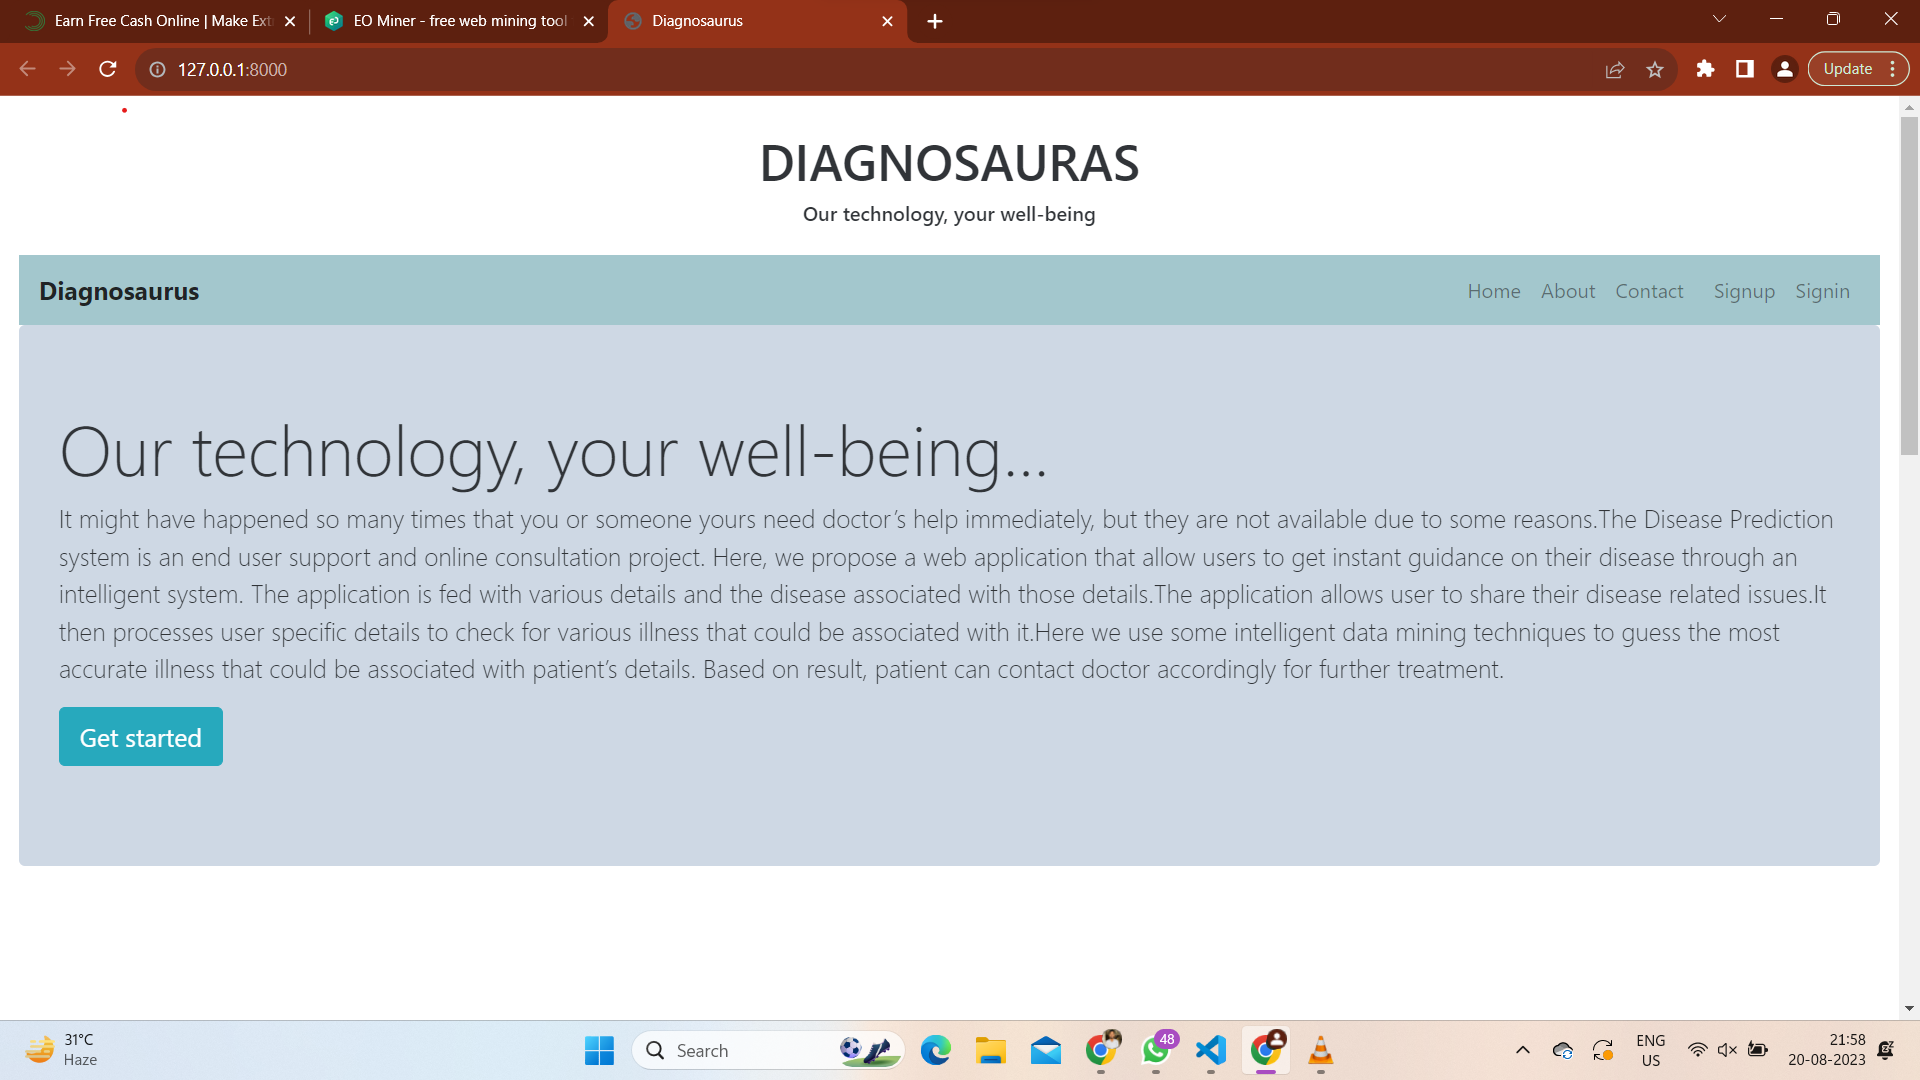 Earn Free Cash Online | Make Ext
EO Miner - free web mining tool
Diagnosaurus
127.0.0.1:8000
Update
DIAGNOSAURAS
Our technology, your well-being
Diagnosaurus
Home About Contact Signup Signin
Our technology, your well-being...
It might have happened so many times that you or someone yours need doctor’s help immediately, but they are not available due to some reasons.The Disease Prediction
system is an end user support and online consultation project. Here, we propose a web application that allow users to get instant guidance on their disease through an
intelligent system. The application is fed with various details and the disease associated with those details.The application allows user to share their disease related issues.It
then processes user specific details to check for various illness that could be associated with it.Here we use some intelligent data mining techniques to guess the most
accurate illness that could be associated with patient’s details. Based on result, patient can contact doctor accordingly for further treatment.
Get started
31°C
Haze
Search
48
ENG
US
21:58
20-08-2023